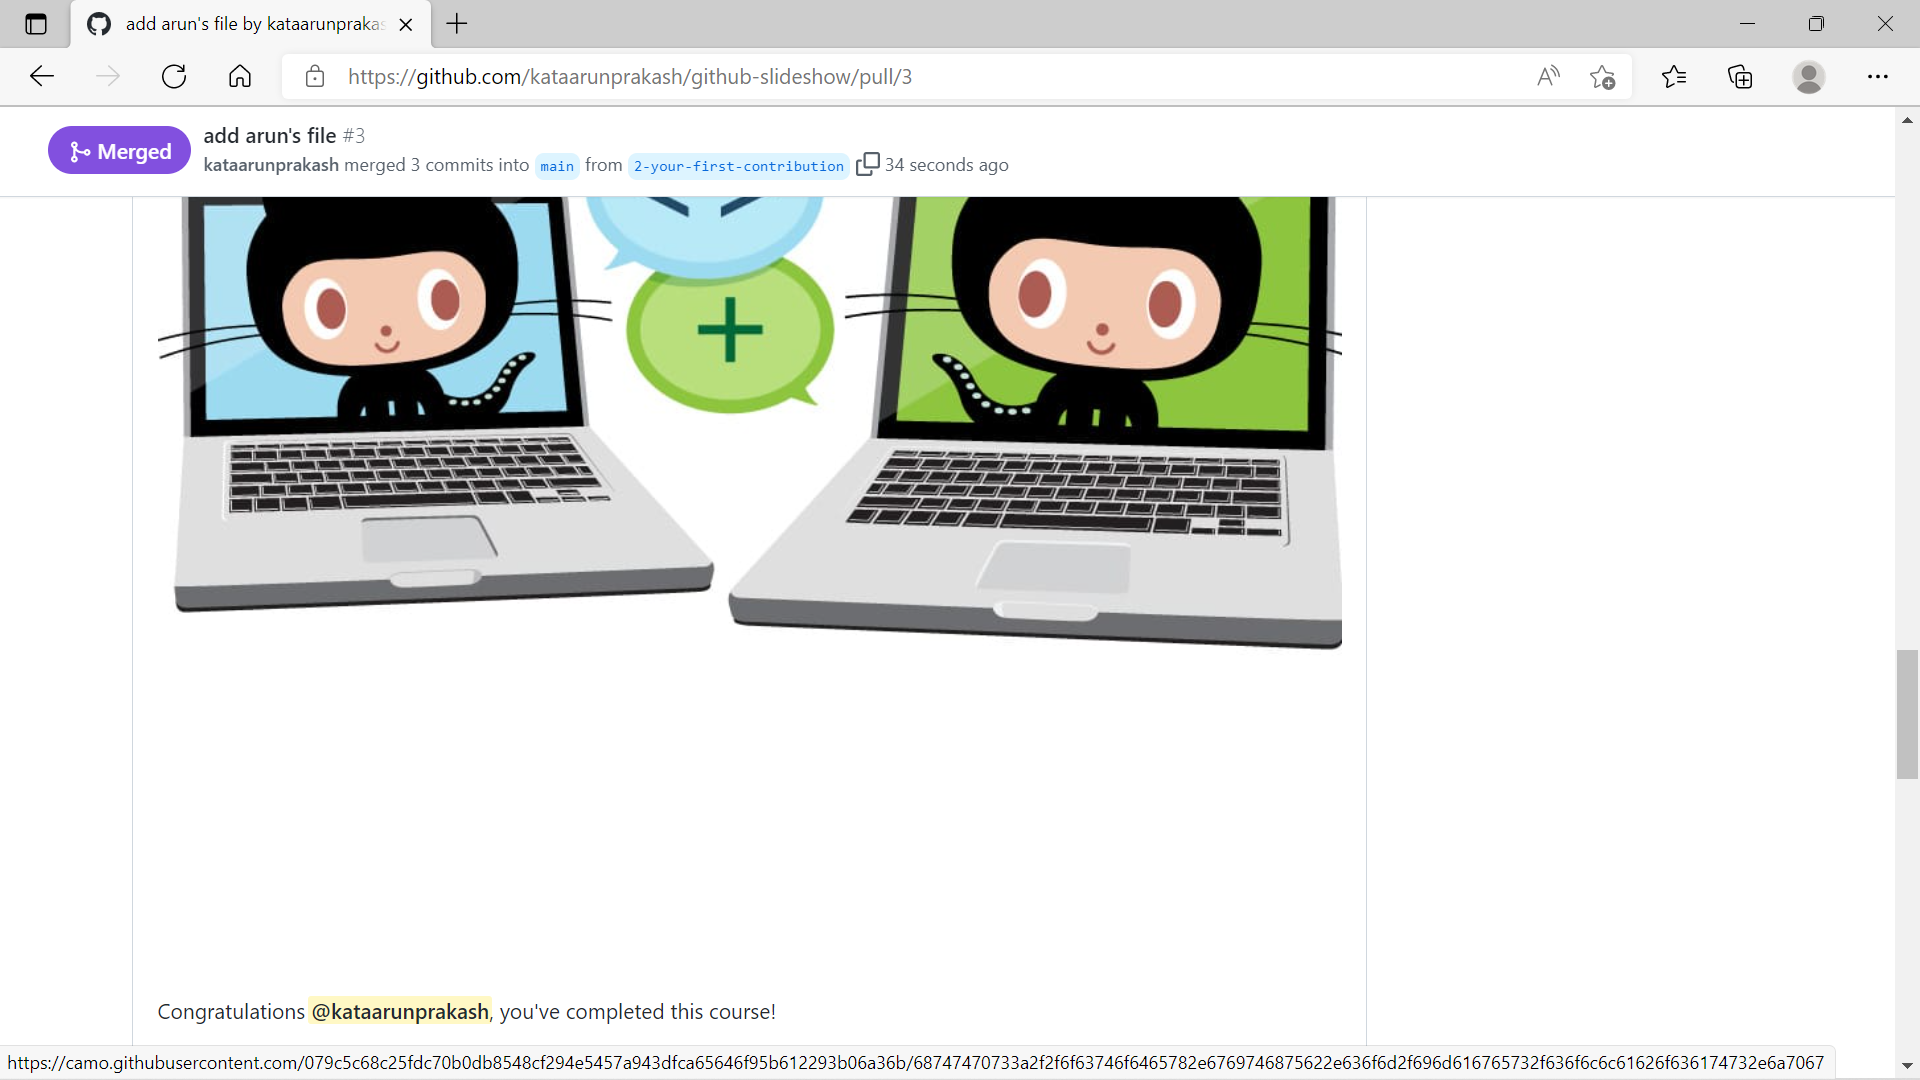 add arun's file by kataarunprakas
https://github.com/kataarunprakash/github-slideshow/pull/3
Merged
add arun's file #3
kataarunprakash merged 3 commits into main from 2-your-first-contribution 34 seconds ago
Congratulations @kataarunprakash, you've completed this course!
https://camo.githubusercontent.com/079c5c68c25fdc70b0db8548cf294e5457a943dfca65646f95b612293b06a36b/68747470733a2f2f6f63746f6465782e6769746875622e636f6d2f696d616765732f636f6c6c61626f636174732e6a7067